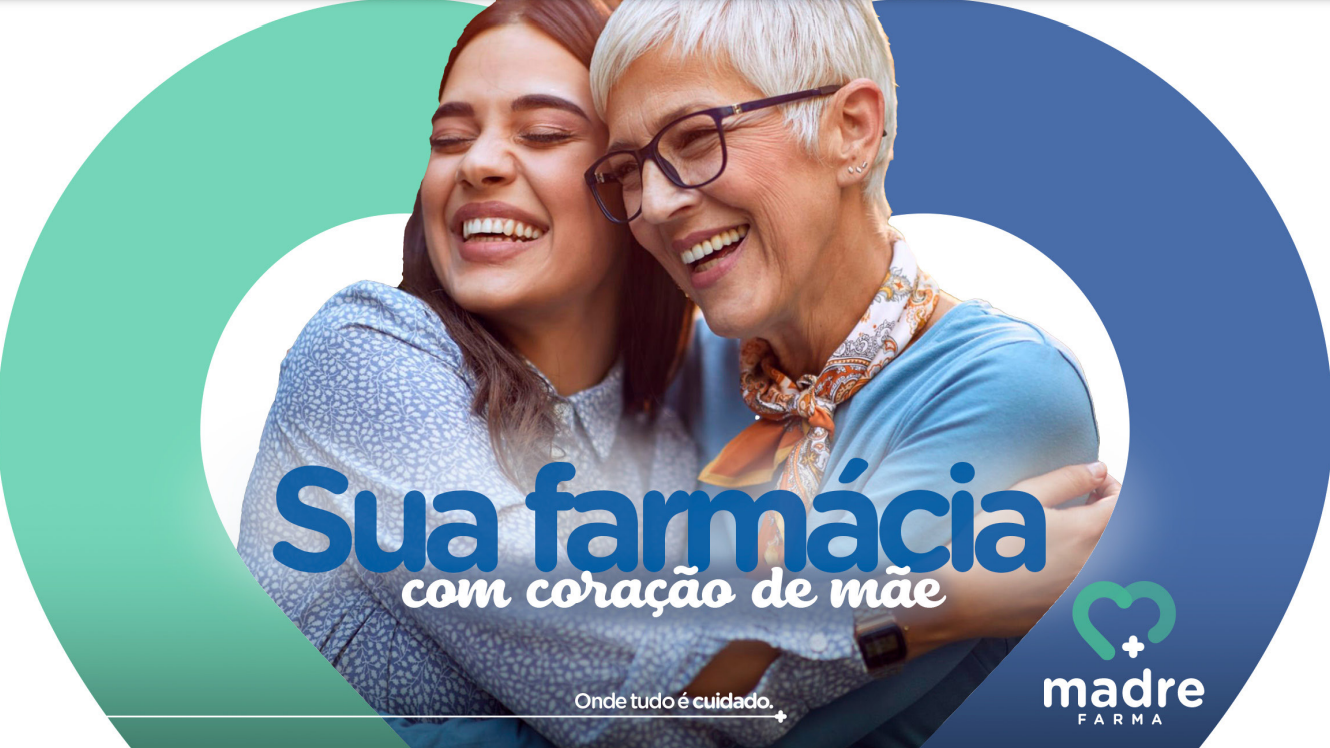 Sua farmácia
com coração de mãe
Onde tudo é cuidado.
madre
FARMA